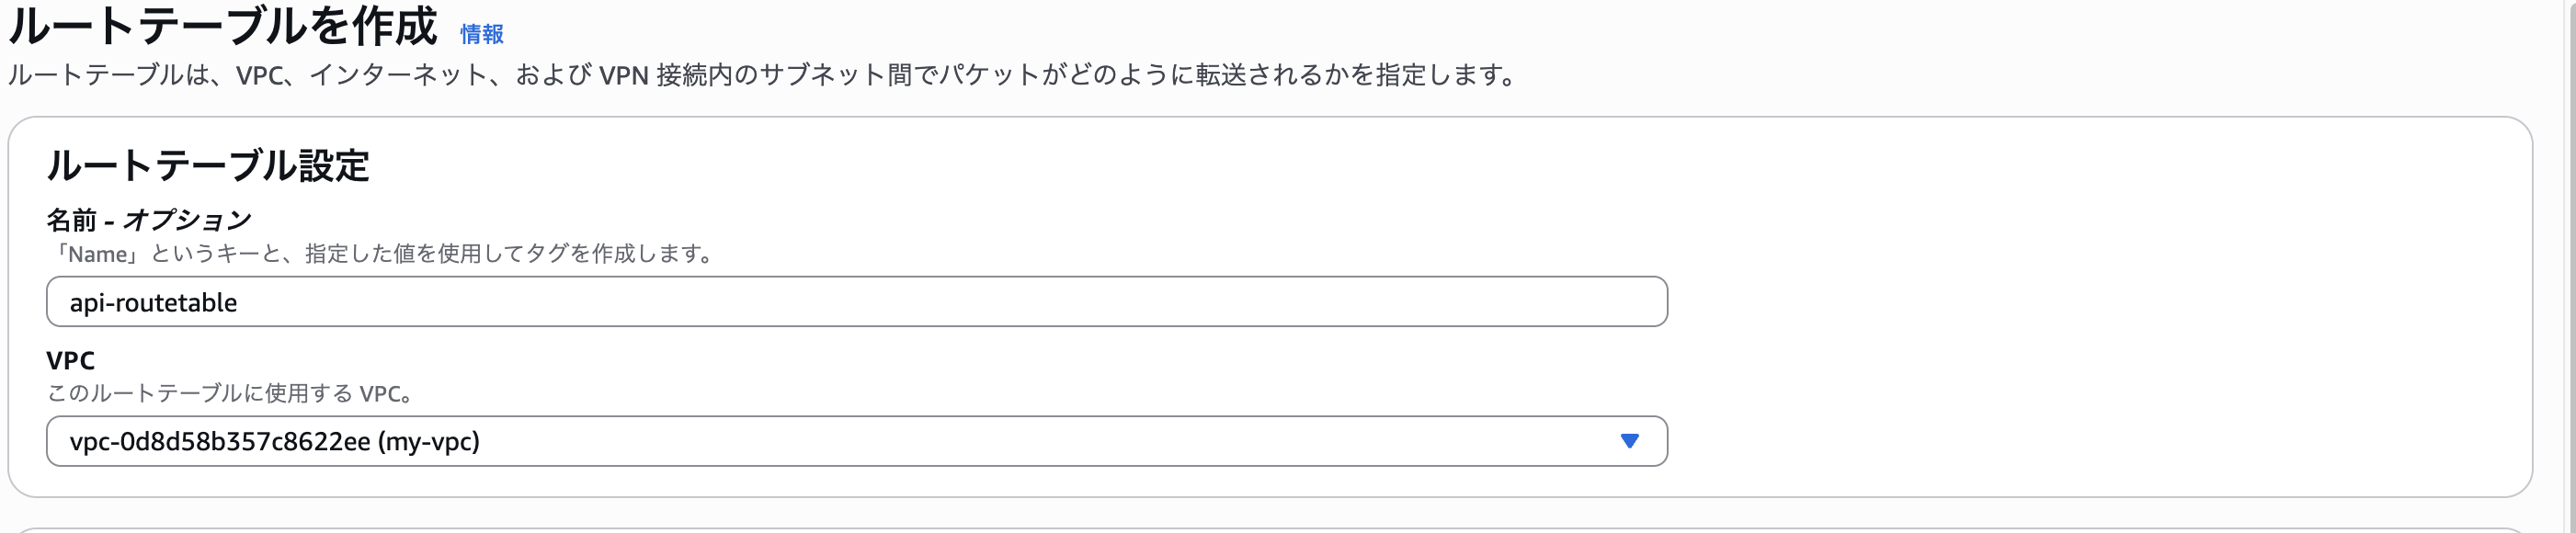 ルートテーブルを作成 情報
ルートテーブルは、VPC、インターネット、および VPN 接続内のサブネット間でパケットがどのように転送されるかを指定します。
ルートテーブル設定
名前 - オプション
「Name」というキーと、指定した値を使用してタグを作成します。
api-routetable
VPC
このルートテーブルに使用する VPC。
vpc-0d8d58b357c8622ee (my-vpc)